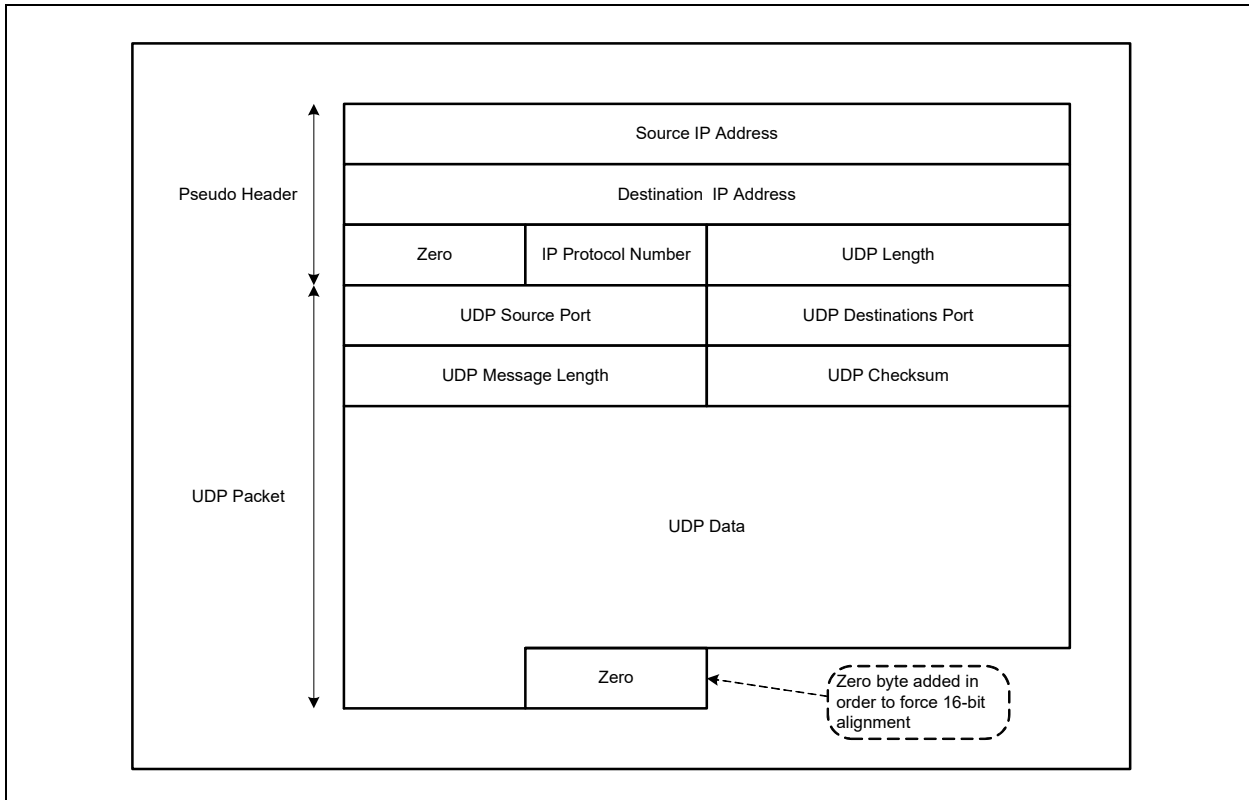 Source IP Address
Pseudo Header
Destination IP Address
Zero
IP Protocol Number
UDP Length
UDP Source Port
UDP Destinations Port
UDP Message Length
UDP Checksum
UDP Packet
UDP Data
Zero
Zero byte added in
order to force 16-bit
alignment